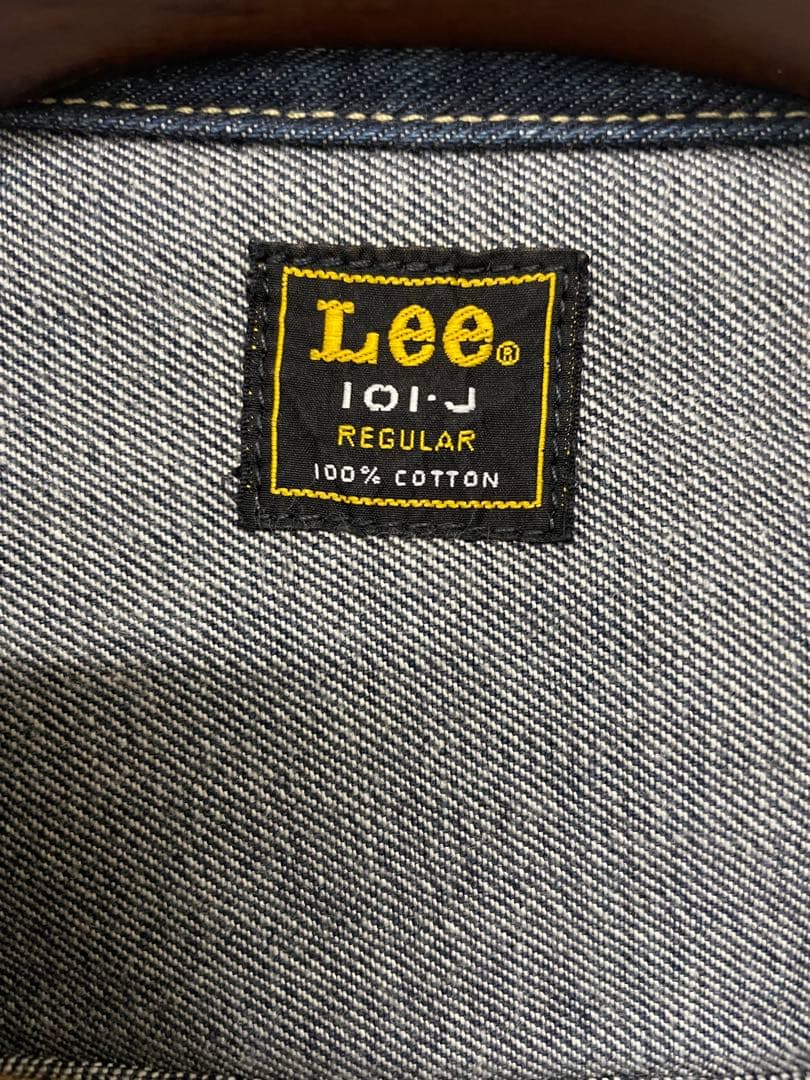 Lee®
101-J
REGULAR
100% COTTON